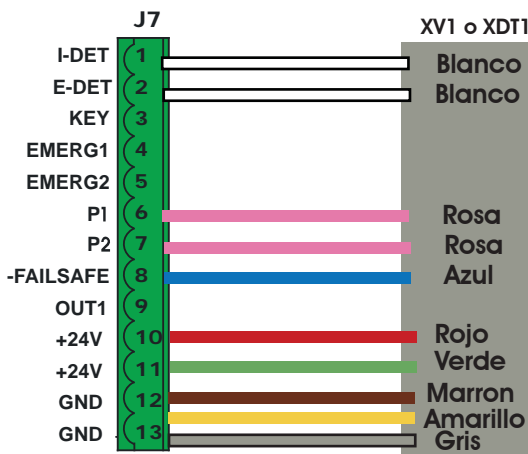 J7
XV1 o XDT1
I-DET 1 Blanco
E-DET 2 Blanco
KEY 3
EMERG1 4
EMERG2 5
P1 6 Rosa
P2 7 Rosa
-FAILSAFE 8 Azul
OUT1 9
+24V 10 Rojo
+24V 11 Verde
GND 12 Marron
Amarillo
GND 13 Gris